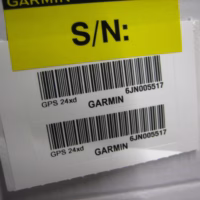 GARMIN
S/N:
6JN005517
GPS 24xd GARMIN
6JN005517
GPS 24xd GARMIN